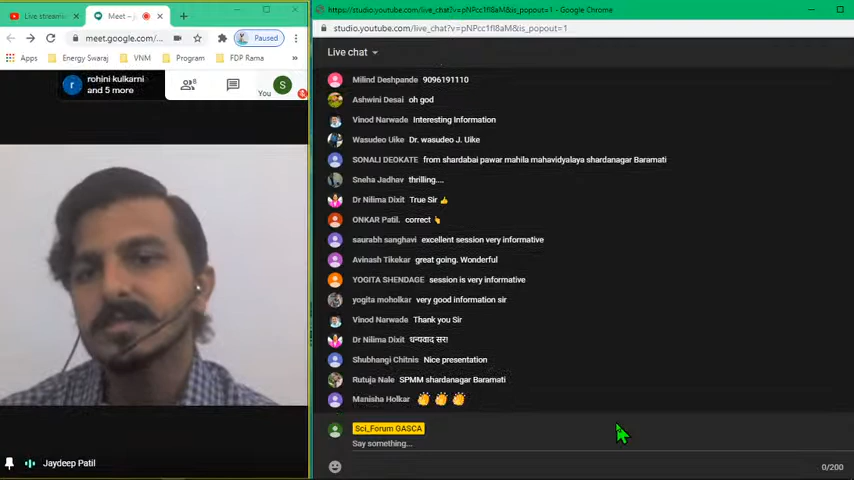 https://studio.youtube.com/live_chat?v=pNPcc1fl8aM&is_popout=1 - Google Chrome
Live stream
Meet –
meet.google.com/...
Paused
studio.youtube.com/live_chat?v=pNPcc1fl8aM&is_popout=1
Apps
Energy Swaraj
VNM
Program
FDP Rama
Live chat
rohini kulkarni
and 5 more
8
You
S
r
Milind Deshpande 9096191110
Ashwini Desai oh god
Vinod Narwade Interesting Information
Wasudeo Uike Dr. wasudeo J. Uike
SONALI DEOKATE from shardabai pawar mahila mahavidyalaya shardanagar Baramati
Sneha Jadhav thrilling....
Dr Nilima Dixit True Sir 👍
ONKAR Patil. correct 👆
saurabh sanghavi excellent session very informative
Avinash Tikekar great going. Wonderful
YOGITA SHENDAGE session is very informative
yogita moholkar very good information sir
Vinod Narwade Thank you Sir
Dr Nilima Dixit धन्यवाद सर!
Shubhangi Chitnis Nice presentation
Rutuja Nale SPMM shardanagar Baramati
Manisha Holkar 👏 👏 👏
Sci_Forum GASCA
Say something...
0/200
Jaydeep Patil